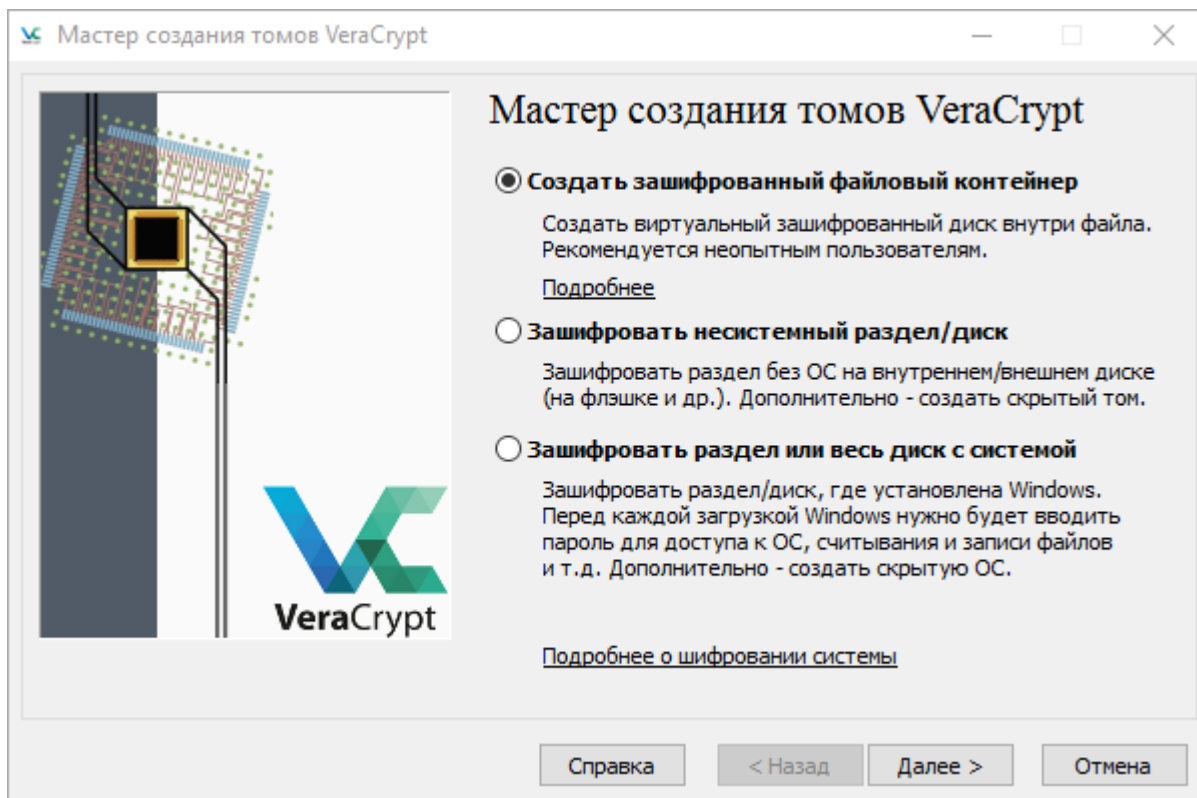 Мастер создания томов VeraCrypt
Мастер создания томов VeraCrypt
Создать зашифрованный файловый контейнер
Создать виртуальный зашифрованный диск внутри файла.
Рекомендуется неопытным пользователям.
Подробнее
Зашифровать несистемный раздел/диск
Зашифровать раздел без ОС на внутреннем/внешнем диске
(на флэшке и др.). Дополнительно - создать скрытый том.
Зашифровать раздел или весь диск с системой
Зашифровать раздел/диск, где установлена Windows.
Перед каждой загрузкой Windows нужно будет вводить
пароль для доступа к ОС, считывания и записи файлов
и т.д. Дополнительно - создать скрытую ОС.
VeraCrypt
Подробнее о шифровании системы
Справка
< Назад
Далее >
Отмена